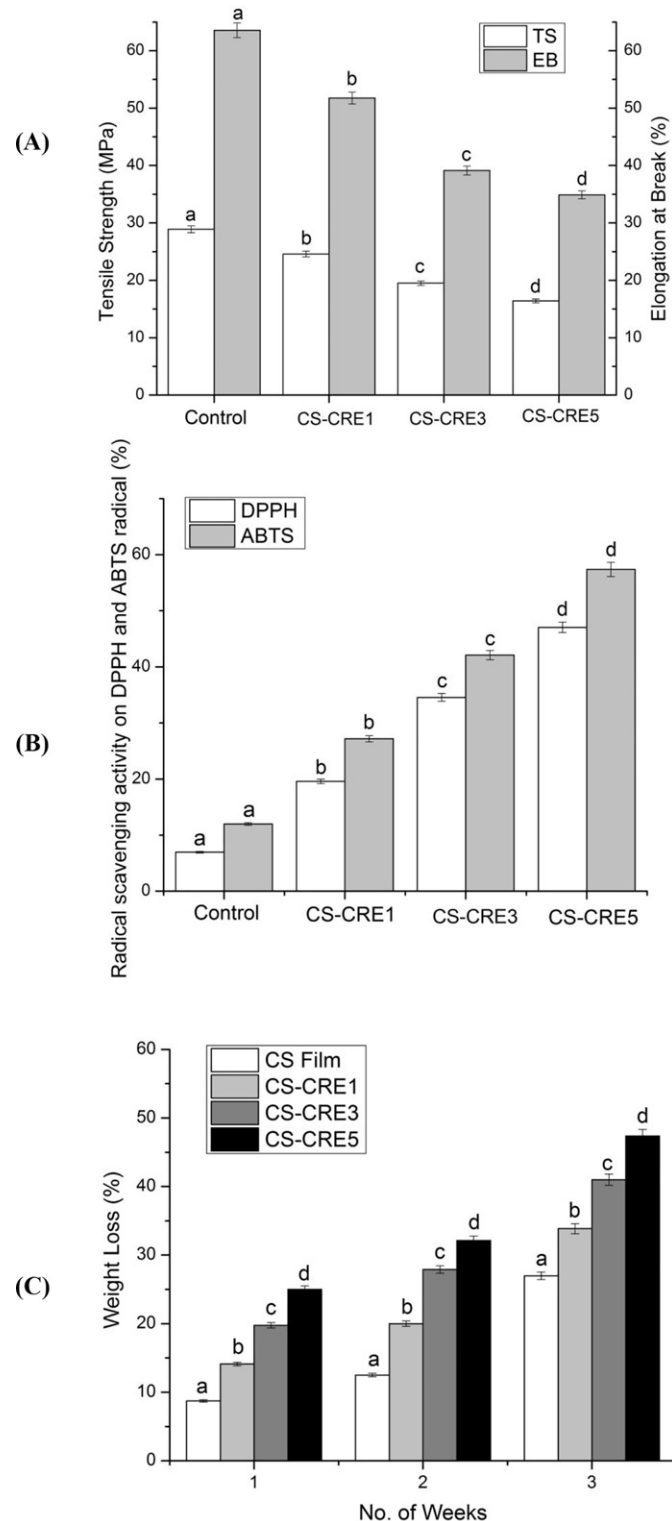 (A)
Tensile Strength (MPa)
Elongation at Break (%)
TS
EB
60
50
40
30
20
10
0
60
50
40
30
20
10
0
a
a
b
b
c
c
d
d
Control
CS-CRE1
CS-CRE3
CS-CRE5
(B)
Radical scavenging activity on DPPH and ABTS radical (%)
DPPH
ABTS
60
40
20
0
a
a
b
b
c
c
d
d
Control
CS-CRE1
CS-CRE3
CS-CRE5
(C)
Weight Loss (%)
CS Film
CS-CRE1
CS-CRE3
CS-CRE5
60
50
40
30
20
10
0
a
b
c
d
a
b
c
d
a
b
c
d
1
2
3
No. of Weeks